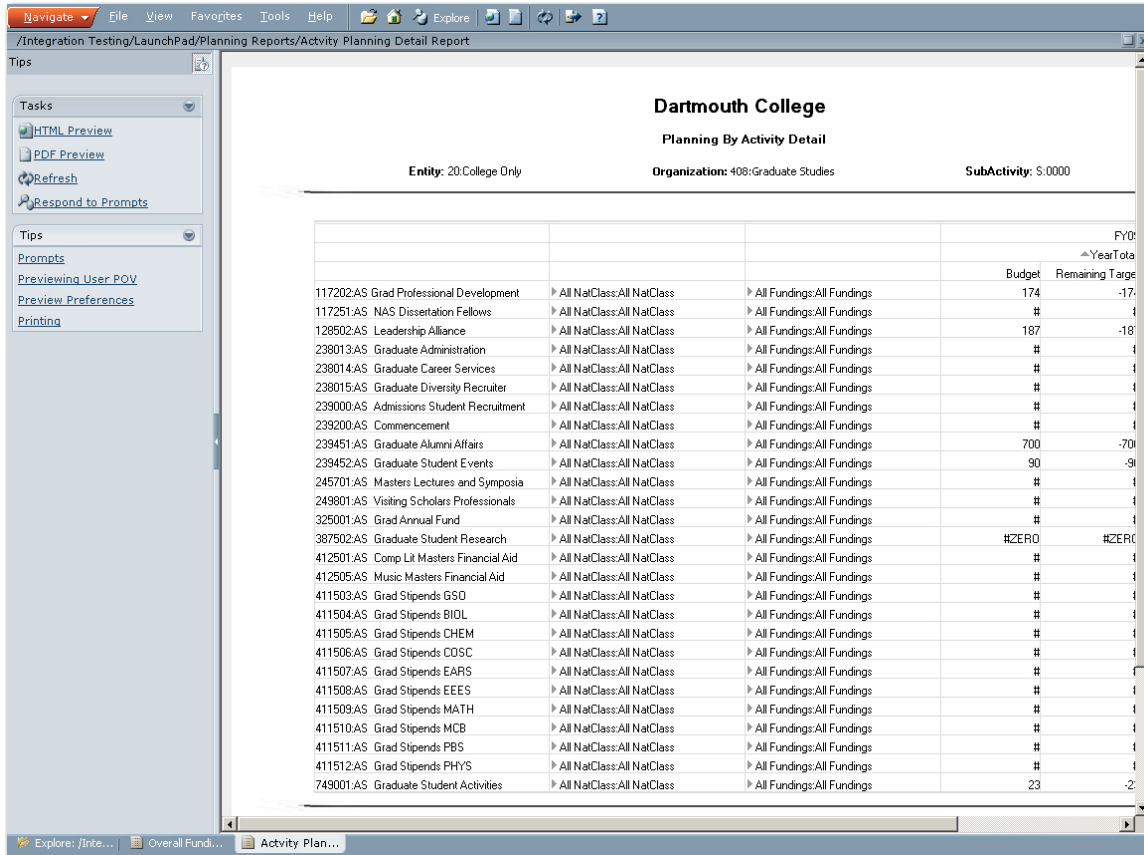 Navigate File View Favorites Tools Help Explore
/Integration Testing/LaunchPad/Planning Reports/Actvity Planning Detail Report
Tips
Tasks
HTML Preview
PDF Preview
Refresh
Respond to Prompts
Tips
Prompts
Previewing User POV
Preview Preferences
Printing
Dartmouth College
Planning By Activity Detail
Entity: 20:College Only Organization: 408:Graduate Studies SubActivity: S:0000
YearTotal
Budget Remaining Targe
117202:AS Grad Professional Development All NatClass:All NatClass All Fundings:All Fundings 174 -17
117251:AS NAS Dissertation Fellows All NatClass:All NatClass All Fundings:All Fundings #
128502:AS Leadership Alliance All NatClass:All NatClass All Fundings:All Fundings 187 -18
238013:AS Graduate Administration All NatClass:All NatClass All Fundings:All Fundings #
238014:AS Graduate Career Services All NatClass:All NatClass All Fundings:All Fundings #
238015:AS Graduate Diversity Recruiter All NatClass:All NatClass All Fundings:All Fundings #
239000:AS Admissions Student Recruitment All NatClass:All NatClass All Fundings:All Fundings #
239200:AS Commencement All NatClass:All NatClass All Fundings:All Fundings #
239451:AS Graduate Alumni Affairs All NatClass:All NatClass All Fundings:All Fundings 700 -70
239452:AS Graduate Student Events All NatClass:All NatClass All Fundings:All Fundings 90 -9
245701:AS Masters Lectures and Symposia All NatClass:All NatClass All Fundings:All Fundings #
249801:AS Visiting Scholars Professionals All NatClass:All NatClass All Fundings:All Fundings #
325001:AS Grad Annual Fund All NatClass:All NatClass All Fundings:All Fundings #
387502:AS Graduate Student Research All NatClass:All NatClass All Fundings:All Fundings #ZERO #ZERO
412501:AS Comp Lit Masters Financial Aid All NatClass:All NatClass All Fundings:All Fundings #
412505:AS Music Masters Financial Aid All NatClass:All NatClass All Fundings:All Fundings #
411503:AS Grad Stipends GSO All NatClass:All NatClass All Fundings:All Fundings #
411504:AS Grad Stipends BIOL All NatClass:All NatClass All Fundings:All Fundings #
411505:AS Grad Stipends CHEM All NatClass:All NatClass All Fundings:All Fundings #
411506:AS Grad Stipends COSC All NatClass:All NatClass All Fundings:All Fundings #
411507:AS Grad Stipends EARS All NatClass:All NatClass All Fundings:All Fundings #
411508:AS Grad Stipends EEES All NatClass:All NatClass All Fundings:All Fundings #
411509:AS Grad Stipends MATH All NatClass:All NatClass All Fundings:All Fundings #
411510:AS Grad Stipends MCB All NatClass:All NatClass All Fundings:All Fundings #
411511:AS Grad Stipends PBS All NatClass:All NatClass All Fundings:All Fundings #
411512:AS Grad Stipends PHYS All NatClass:All NatClass All Fundings:All Fundings #
749001:AS Graduate Student Activities All NatClass:All NatClass All Fundings:All Fundings 23 -2
Explore: /Inte... Overall Fundi... Actvity Plan...